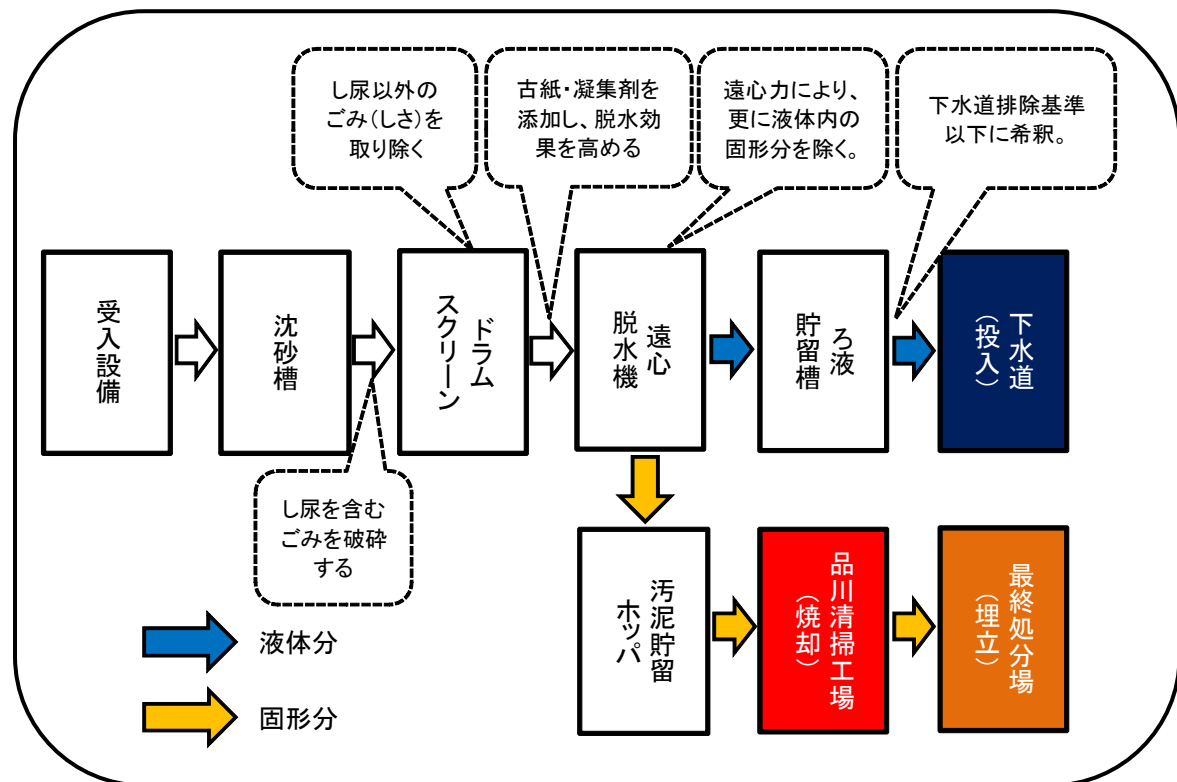 し尿以外の
ごみ(しさ)を
取り除く
古紙・凝集剤を
添加し、脱水効
果を高める
遠心力により、
更に液体内の
固形分を除く。
下水道排除基準
以下に希釈。
受入設備
沈砂槽
ドラム
スクリーン
遠心
脱水機
ろ液
貯留槽
下水道
(投入)
し尿を含む
ごみを破砕
する
汚泥貯留
ホッパ
品川清掃工場
(焼却)
最終処分場
(埋立)
液体分
固形分